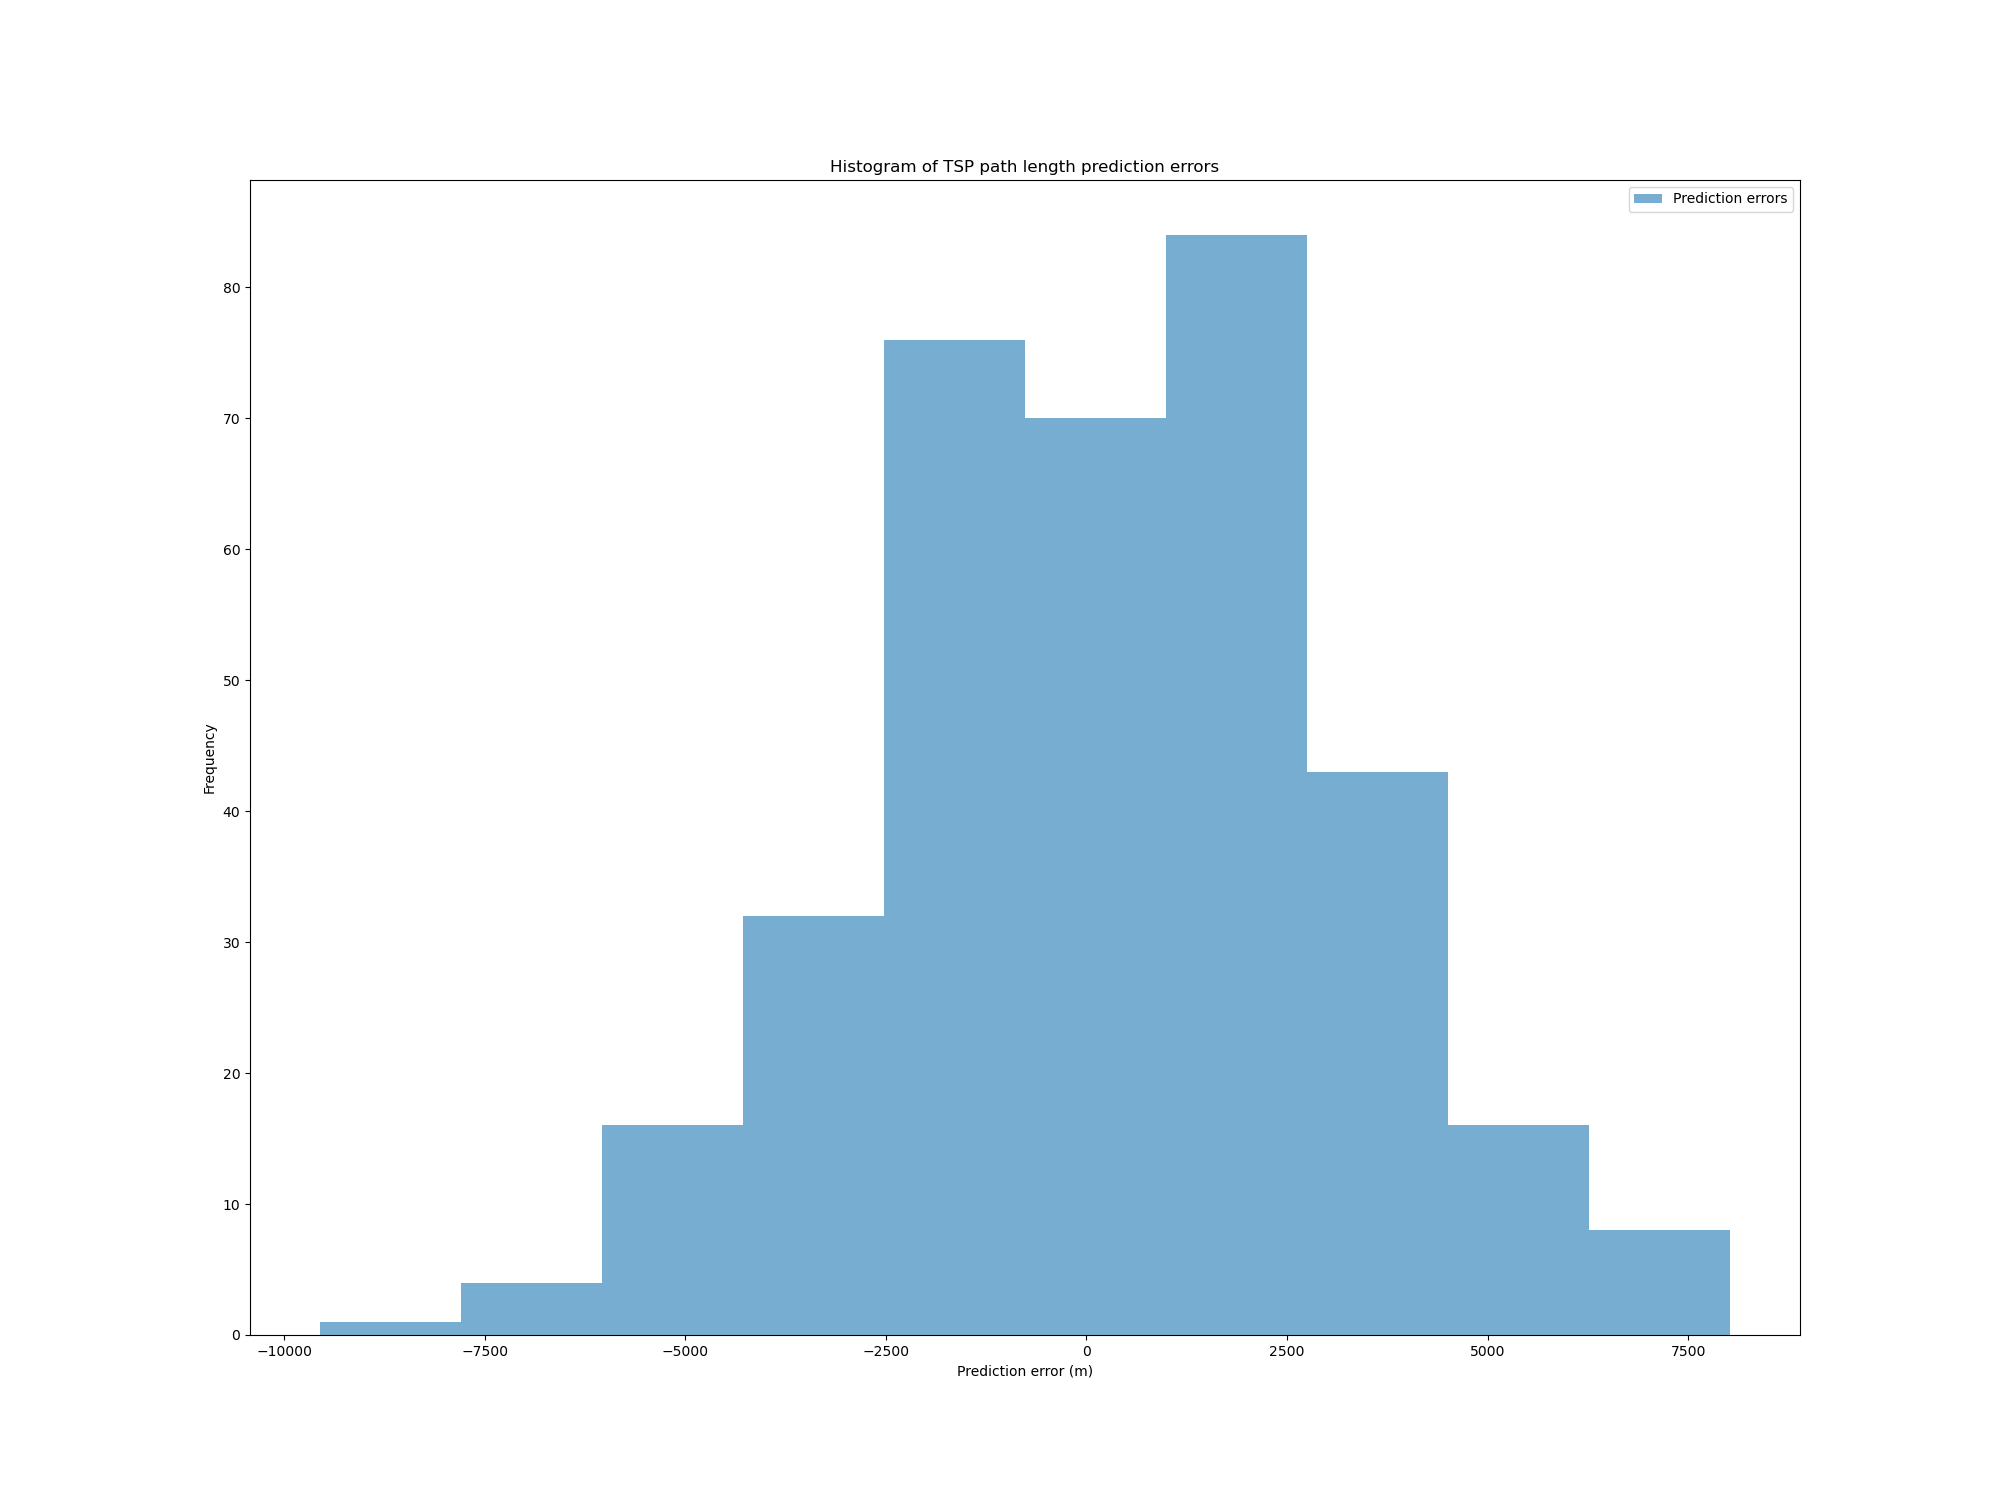 Histogram of TSP path length prediction errors
Prediction errors
80
70
60
50
40
30
20
10
0
Frequency
−10000 −7500 −5000 −2500 0 2500 5000 7500
Prediction error (m)